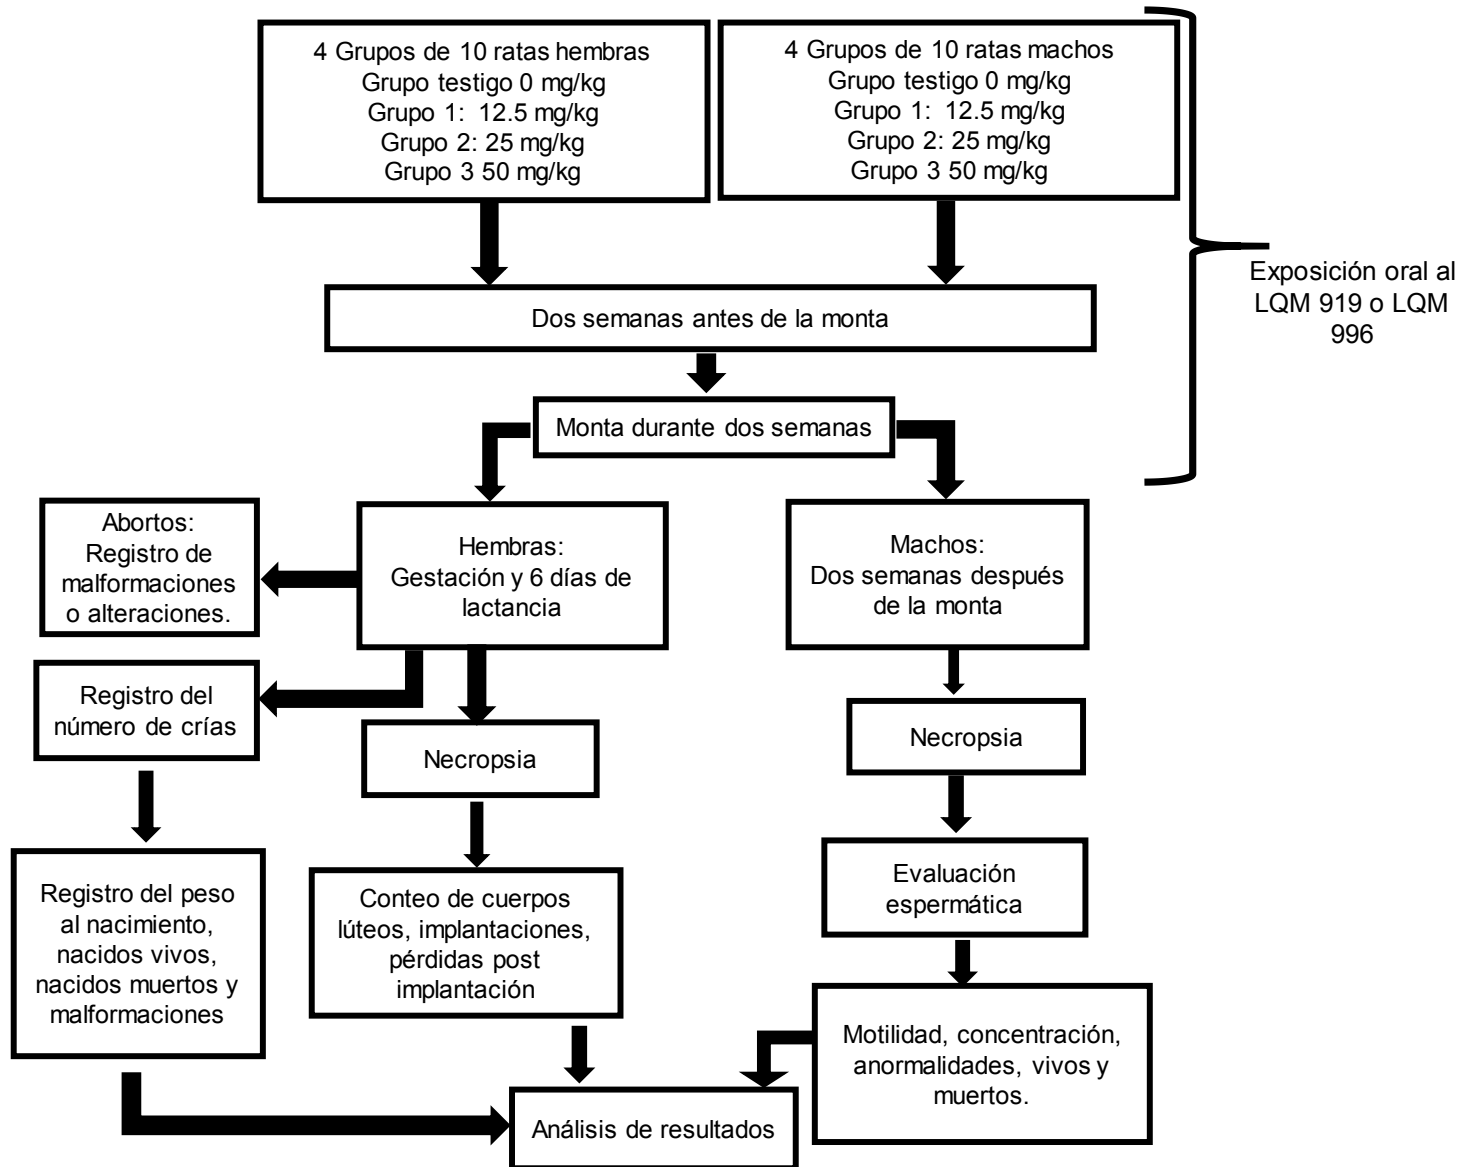 4 Grupos de 10 ratas hembras
Grupo testigo 0 mg/kg
Grupo 1:  12.5 mg/kg
Grupo 2: 25 mg/kg
Grupo 3 50 mg/kg
4 Grupos de 10 ratas machos
Grupo testigo 0 mg/kg
Grupo 1:  12.5 mg/kg
Grupo 2: 25 mg/kg
Grupo 3 50 mg/kg
Exposición oral al
LQM 919 o LQM
996
Dos semanas antes de la monta
Monta durante dos semanas
Abortos:
Registro de
malformaciones
o alteraciones.
Hembras:
Gestación y 6 días de
lactancia
Machos:
Dos semanas después
de la monta
Registro del
número de crías
Necropsia
Necropsia
Registro del peso
al nacimiento,
nacidos vivos,
nacidos muertos y
malformaciones
Conteo de cuerpos
lúteos, implantaciones,
pérdidas post
implantación
Evaluación
espermática
Motilidad, concentración,
anormalidades, vivos y
muertos.
Análisis de resultados